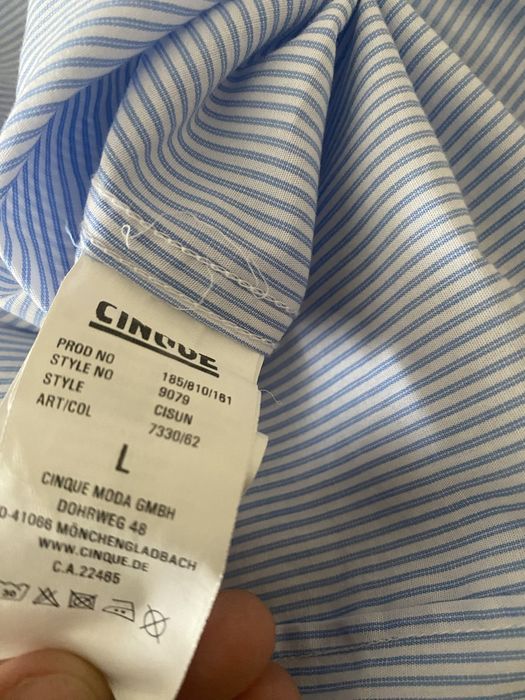 CINQUE
PROD NO 185/810/161
STYLE NO 9079
STYLE CISUN
ART/COL 7330/62
L
CINQUE MODA GMBH
DOHRWEG 48
D-41066 MÖNCHENGLADBACH
WWW.CINQUE.DE
C.A.22485
30